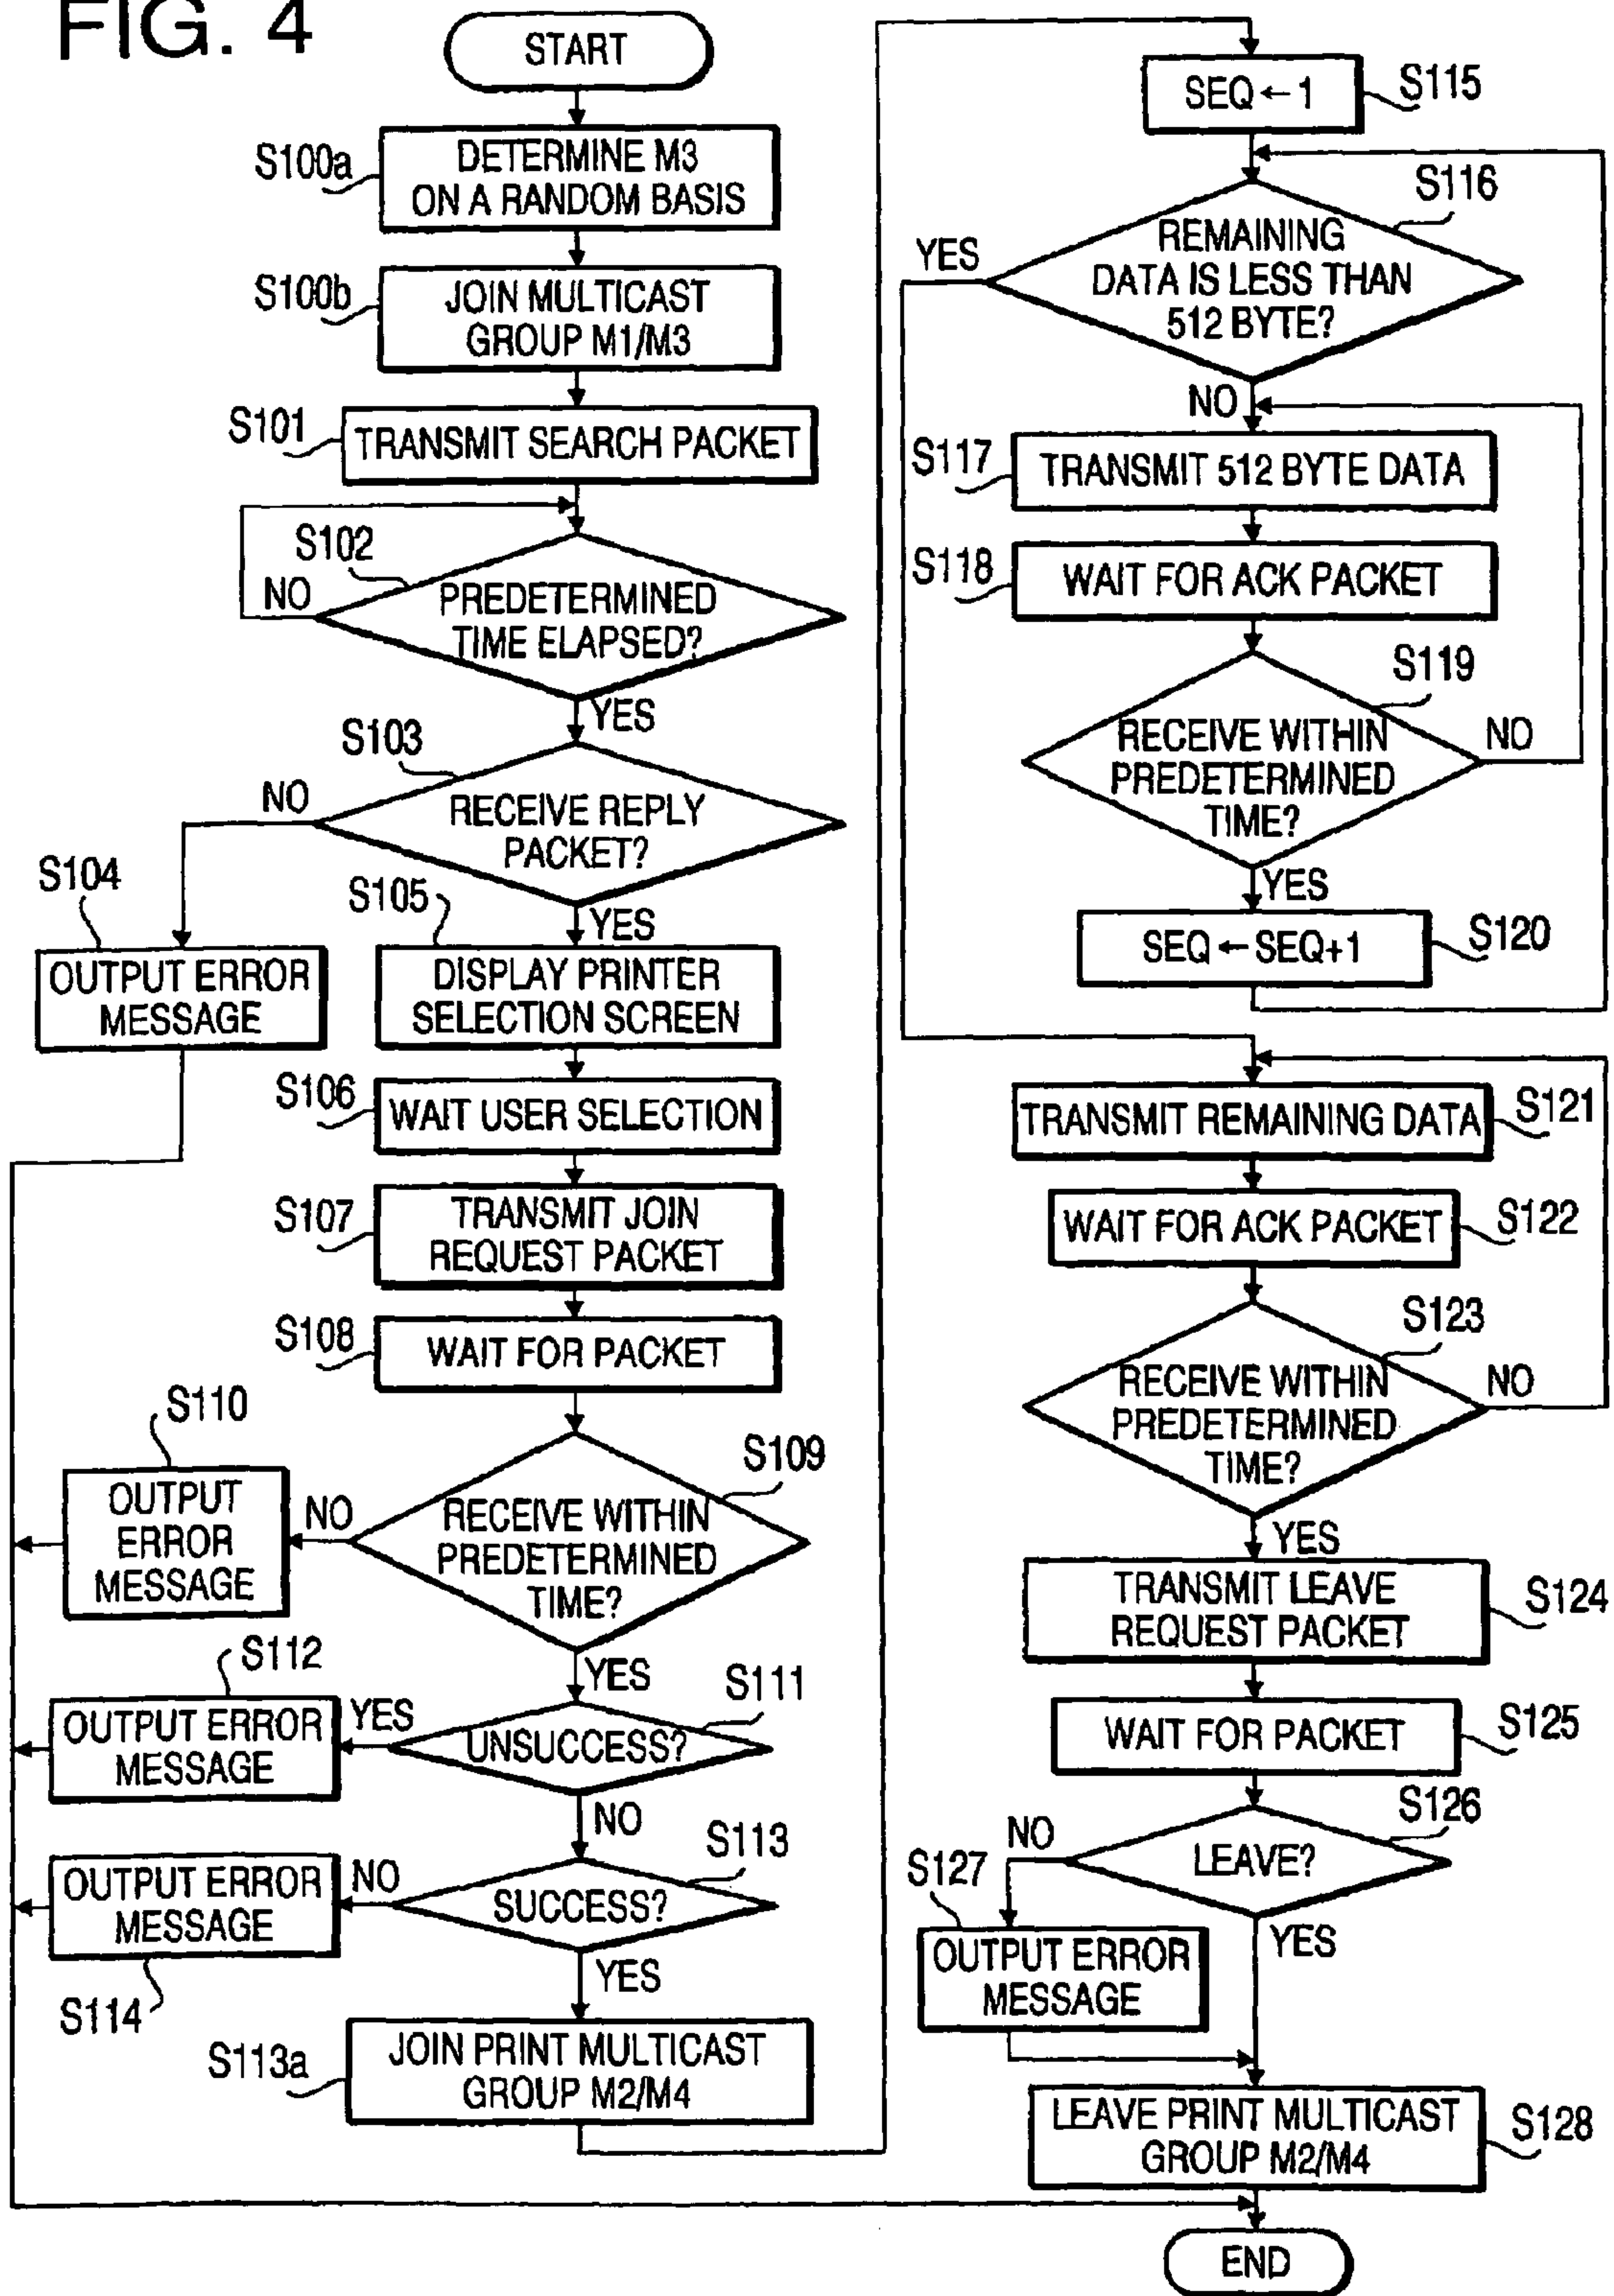 FIG. 4
START
S100a
DETERMINE M3
ON A RANDOM BASIS
S100b
JOIN MULTICAST
GROUP M1/M3
S101
TRANSMIT SEARCH PACKET
S102
NO
PREDETERMINED
TIME ELAPSED?
YES
S103
NO
RECEIVE REPLY
PACKET?
S104
OUTPUT ERROR
MESSAGE
S105
YES
DISPLAY PRINTER
SELECTION SCREEN
S106
WAIT USER SELECTION
S107
TRANSMIT JOIN
REQUEST PACKET
S108
WAIT FOR PACKET
S110
OUTPUT
ERROR
MESSAGE
NO
S109
RECEIVE WITHIN
PREDETERMINED
TIME?
YES
S112
OUTPUT ERROR
MESSAGE
YES
S111
UNSUCCESS?
NO
S113
OUTPUT ERROR
MESSAGE
NO
SUCCESS?
S114
YES
S113a
JOIN PRINT MULTICAST
GROUP M2/M4
SEQ←1
S115
S116
YES
REMAINING
DATA IS LESS THAN
512 BYTE?
NO
S117
TRANSMIT 512 BYTE DATA
S118
WAIT FOR ACK PACKET
S119
RECEIVE WITHIN
PREDETERMINED
TIME?
NO
YES
SEQ←SEQ+1
S120
TRANSMIT REMAINING DATA
S121
WAIT FOR ACK PACKET
S122
S123
RECEIVE WITHIN
PREDETERMINED
TIME?
NO
YES
TRANSMIT LEAVE
REQUEST PACKET
S124
WAIT FOR PACKET
S125
S126
NO
LEAVE?
S127
OUTPUT ERROR
MESSAGE
YES
LEAVE PRINT MULTICAST
GROUP M2/M4
S128
END